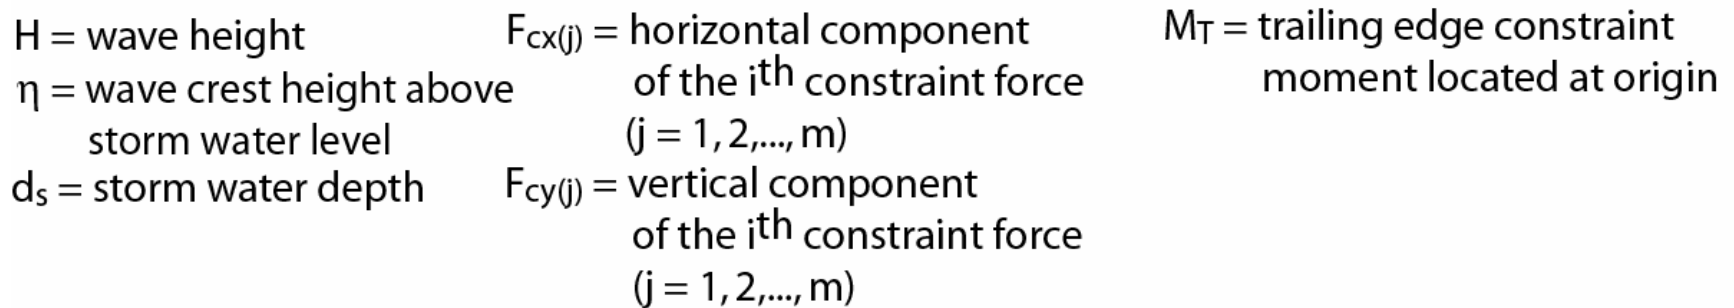 H = wave height
η = wave crest height above
storm water level
ds = storm water depth
Fcx(j) = horizontal component
of the ith constraint force
(j = 1, 2,..., m)
Fcy(j) = vertical component
of the ith constraint force
(j = 1, 2,..., m)
MT = trailing edge constraint
moment located at origin